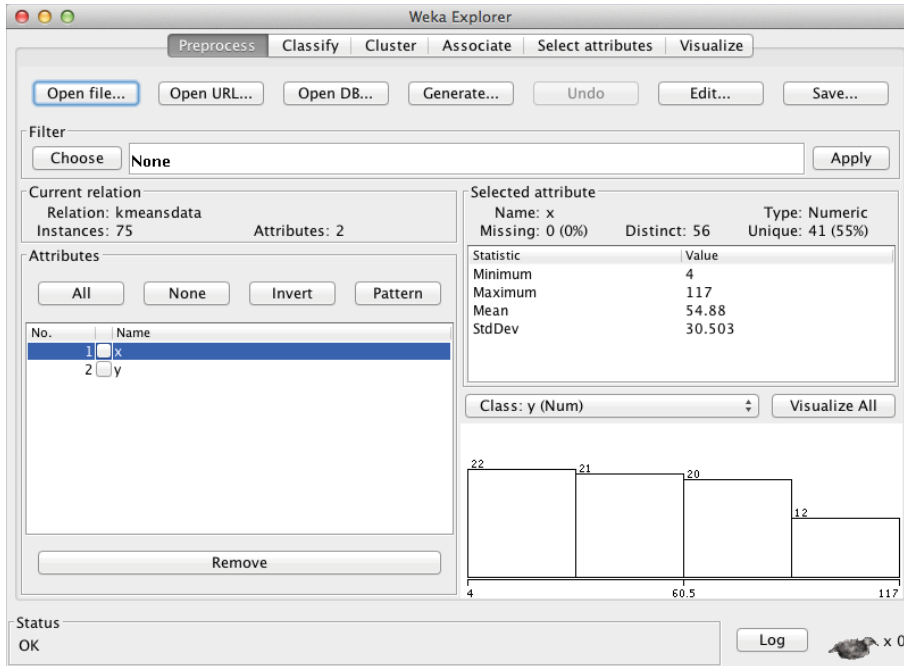 Weka Explorer
Preprocess Classify Cluster Associate Select attributes Visualize
Open file... Open URL... Open DB... Generate... Undo Edit... Save...
Filter
Choose None Apply
Current relation
Relation: kmeansdata
Instances: 75 Attributes: 2
Attributes
All None Invert Pattern
No. Name
1 x
2 y
Remove
Selected attribute
Name: x Type: Numeric
Missing: 0 (0%) Distinct: 56 Unique: 41 (55%)
Statistic Value
Minimum 4
Maximum 117
Mean 54.88
StdDev 30.503
Class: y (Num) Visualize All
22 21 20 12
4 60.5 117
Status
OK
Log x 0